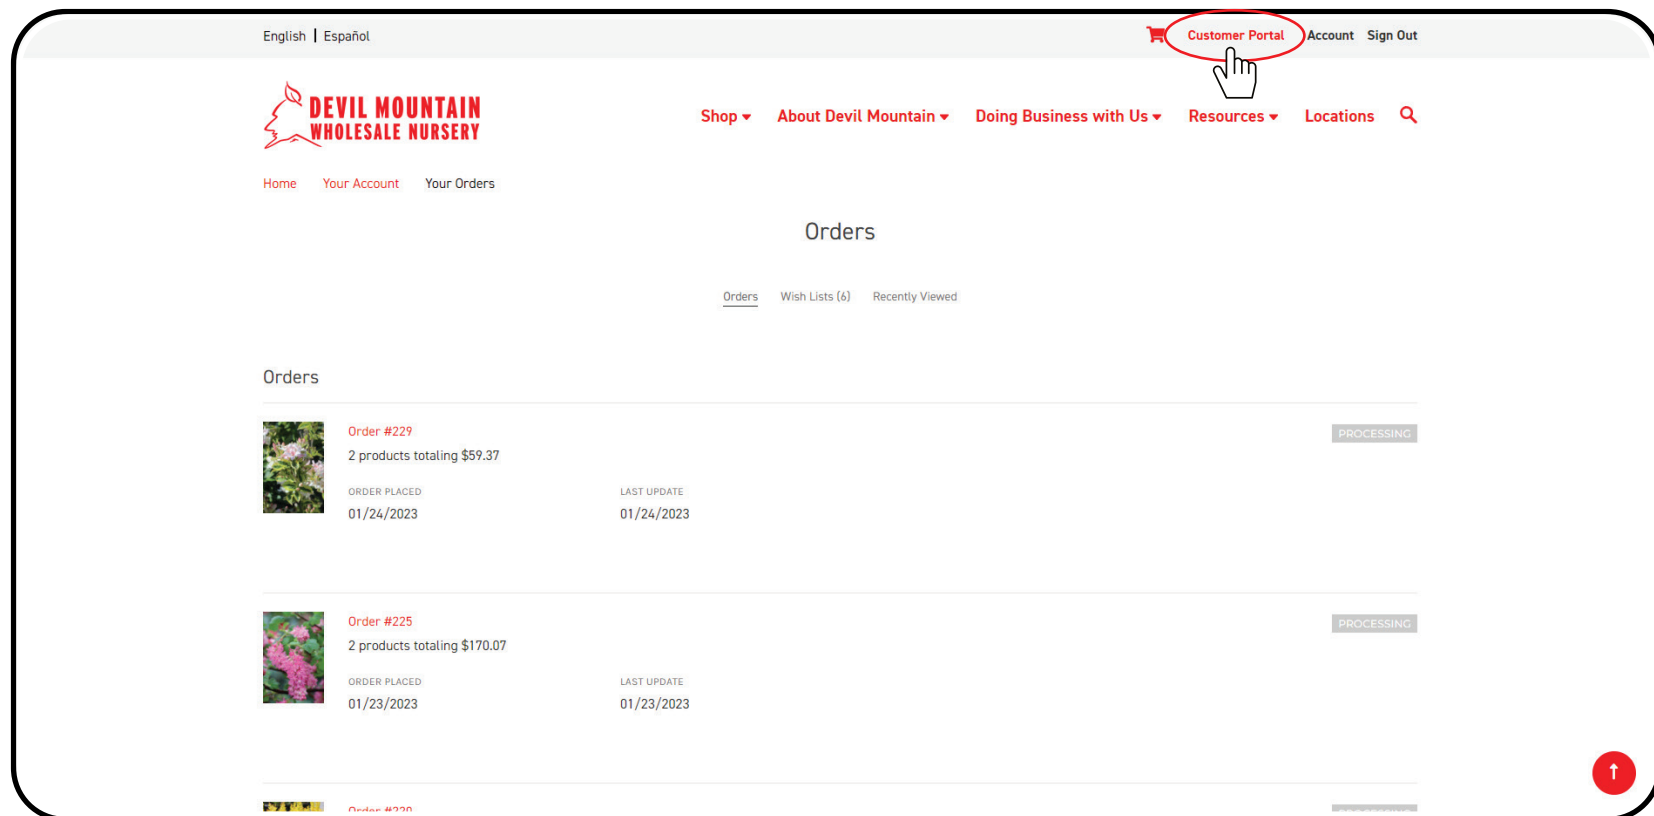 English | Español
Customer Portal Account Sign Out
DEVIL MOUNTAIN
WHOLESALE NURSERY
Shop About Devil Mountain Doing Business with Us Resources Locations
Home Your Account Your Orders
Orders
Orders Wish Lists (6) Recently Viewed
Orders
Order #229
PROCESSING
2 products totaling $59.37
ORDER PLACED LAST UPDATE
01/24/2023 01/24/2023
Order #225
PROCESSING
2 products totaling $170.07
ORDER PLACED LAST UPDATE
01/23/2023 01/23/2023
Order
PROCESSING